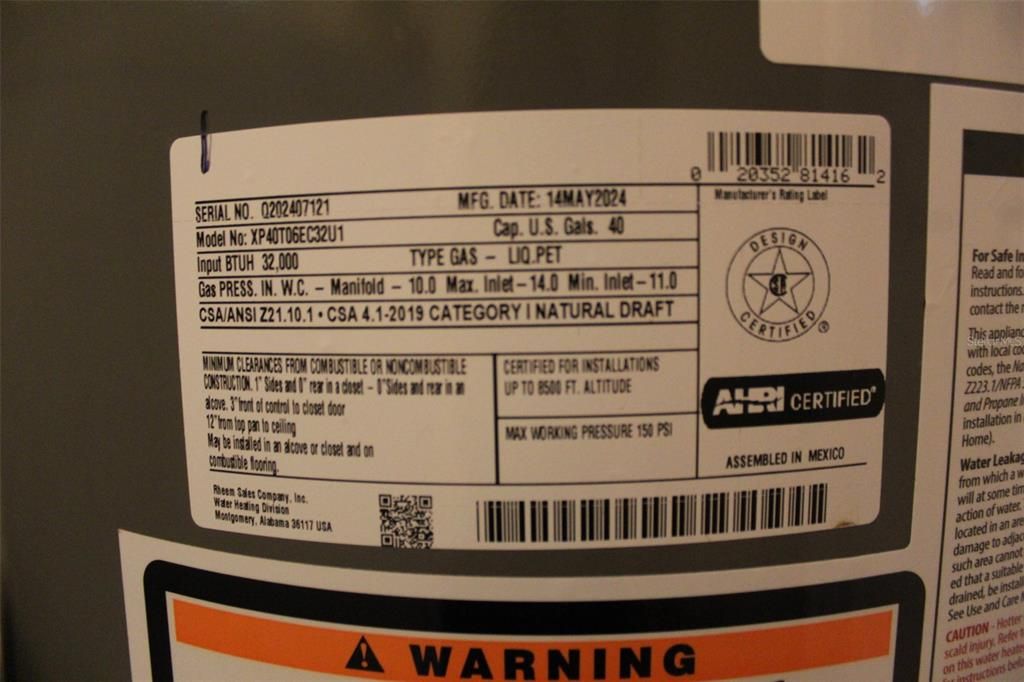 0 20352 81416 2
Manufacturer's Rating Label
SERIAL NO. Q202407121 MFG. DATE: 14MAY2024
Model No: XP40T06EC32U1 Cap. U.S. Gals. 40
Input BTUH 32,000 TYPE GAS - LIQ.PET
Gas PRESS. IN. W.C. - Manifold - 10.0 Max. Inlet-14.0 Min. Inlet-11.0
CSA/ANSI Z21.10.1 • CSA 4.1-2019 CATEGORY I NATURAL DRAFT
DESIGN
CERTIFIED ®
MINIMUM CLEARANCES FROM COMBUSTIBLE OR NONCOMBUSTIBLE
CONSTRUCTION. 1" Sides and 0" rear in a closet - 0"Sides and rear in an
alcove. 3"front of control to closet door
12"from top pan to ceiling
May be installed in an alcove or closet and on
combustible flooring.
CERTIFIED FOR INSTALLATIONS
UP TO 8500 FT. ALTITUDE
MAX WORKING PRESSURE 150 PSI
AHRI CERTIFIED®
ASSEMBLED IN MEXICO
Rheem Sales Company, Inc.
Water Heating Division
Montgomery, Alabama 36117 USA
WARNING
For Safe In
Read and fo
instructions.
contact the
This applianc
with local co
codes, the
Z223.1/NFPA
and Propane
installation in
Home).
Water Leakag
from which a w
will at some tim
action of water.
located in an are
damage to adjac
such area cannot
ed that a suitable
drained, be instal
See Use and Care
CAUTION - Hotter
scald injury. Refer
on this water heate
for instructions